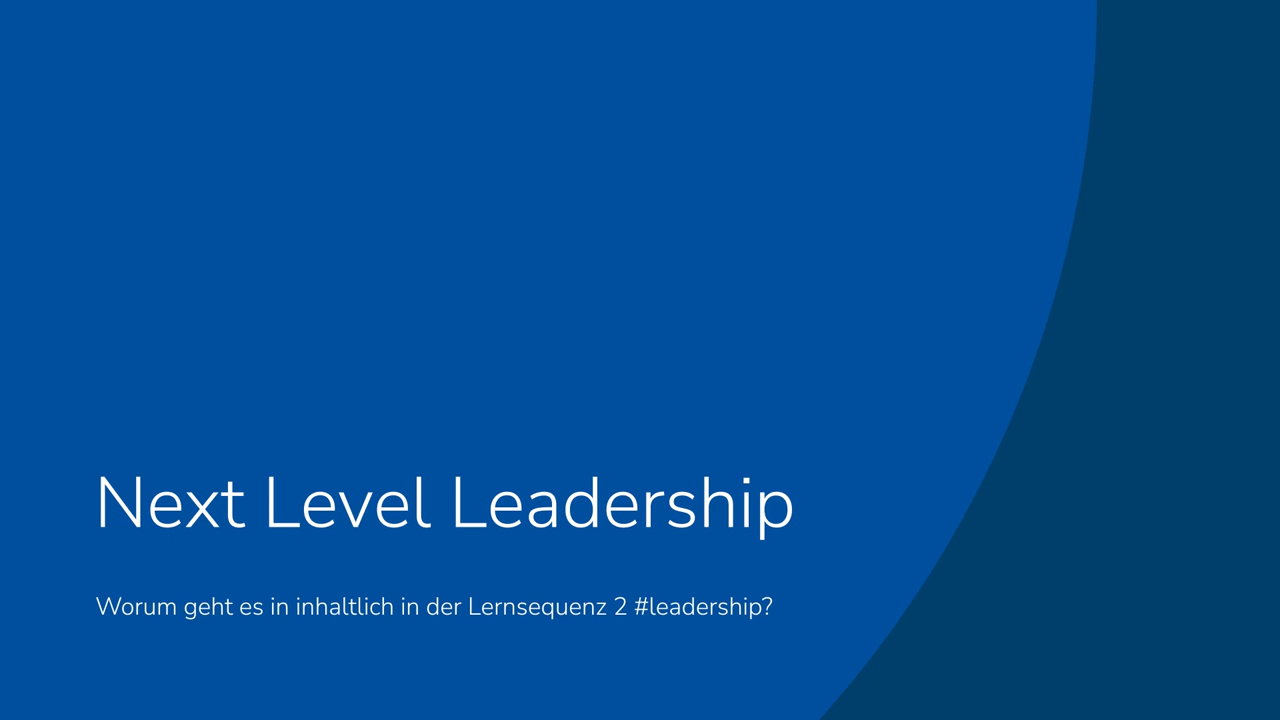 Next Level Leadership
Worum geht es in inhaltlich in der Lernsequenz 2 #leadership?